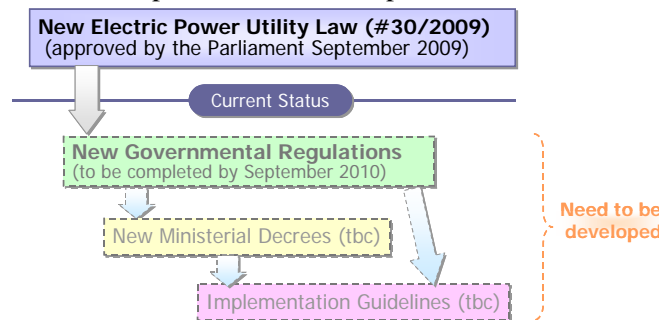 New Electric Power Utility Law (#30/2009)
(approved by the Parliament September 2009)
Current Status
New Governmental Regulations
(to be completed by September 2010)
New Ministerial Decrees (tbc)
Implementation Guidelines (tbc)
Need to be
developed